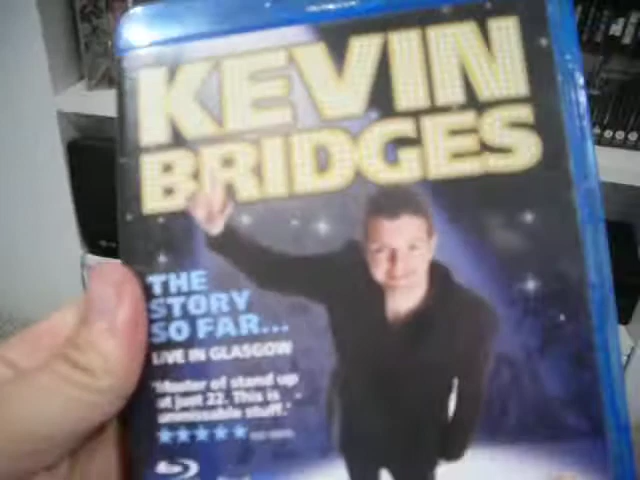 KEVIN
BRIDGES
THE
STORY
SO FAR...
LIVE IN GLASGOW
'Master of stand up
at just 22. This is
unmissable stuff.'